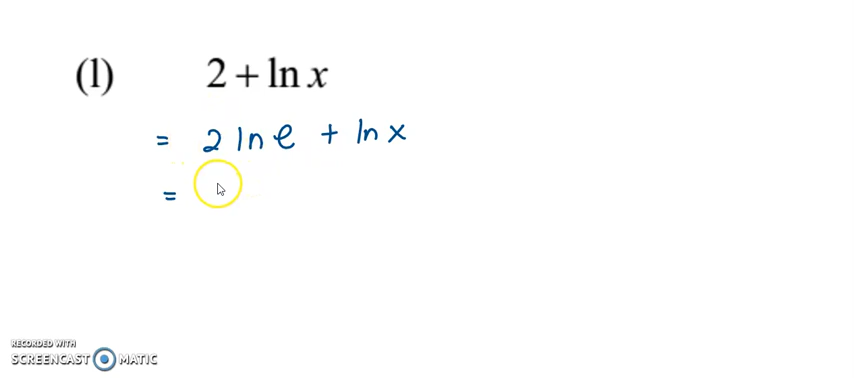 (l) 2 + ln x
= 2 ln e + ln x
=
RECORDED WITH
SCREENCAST MATIC